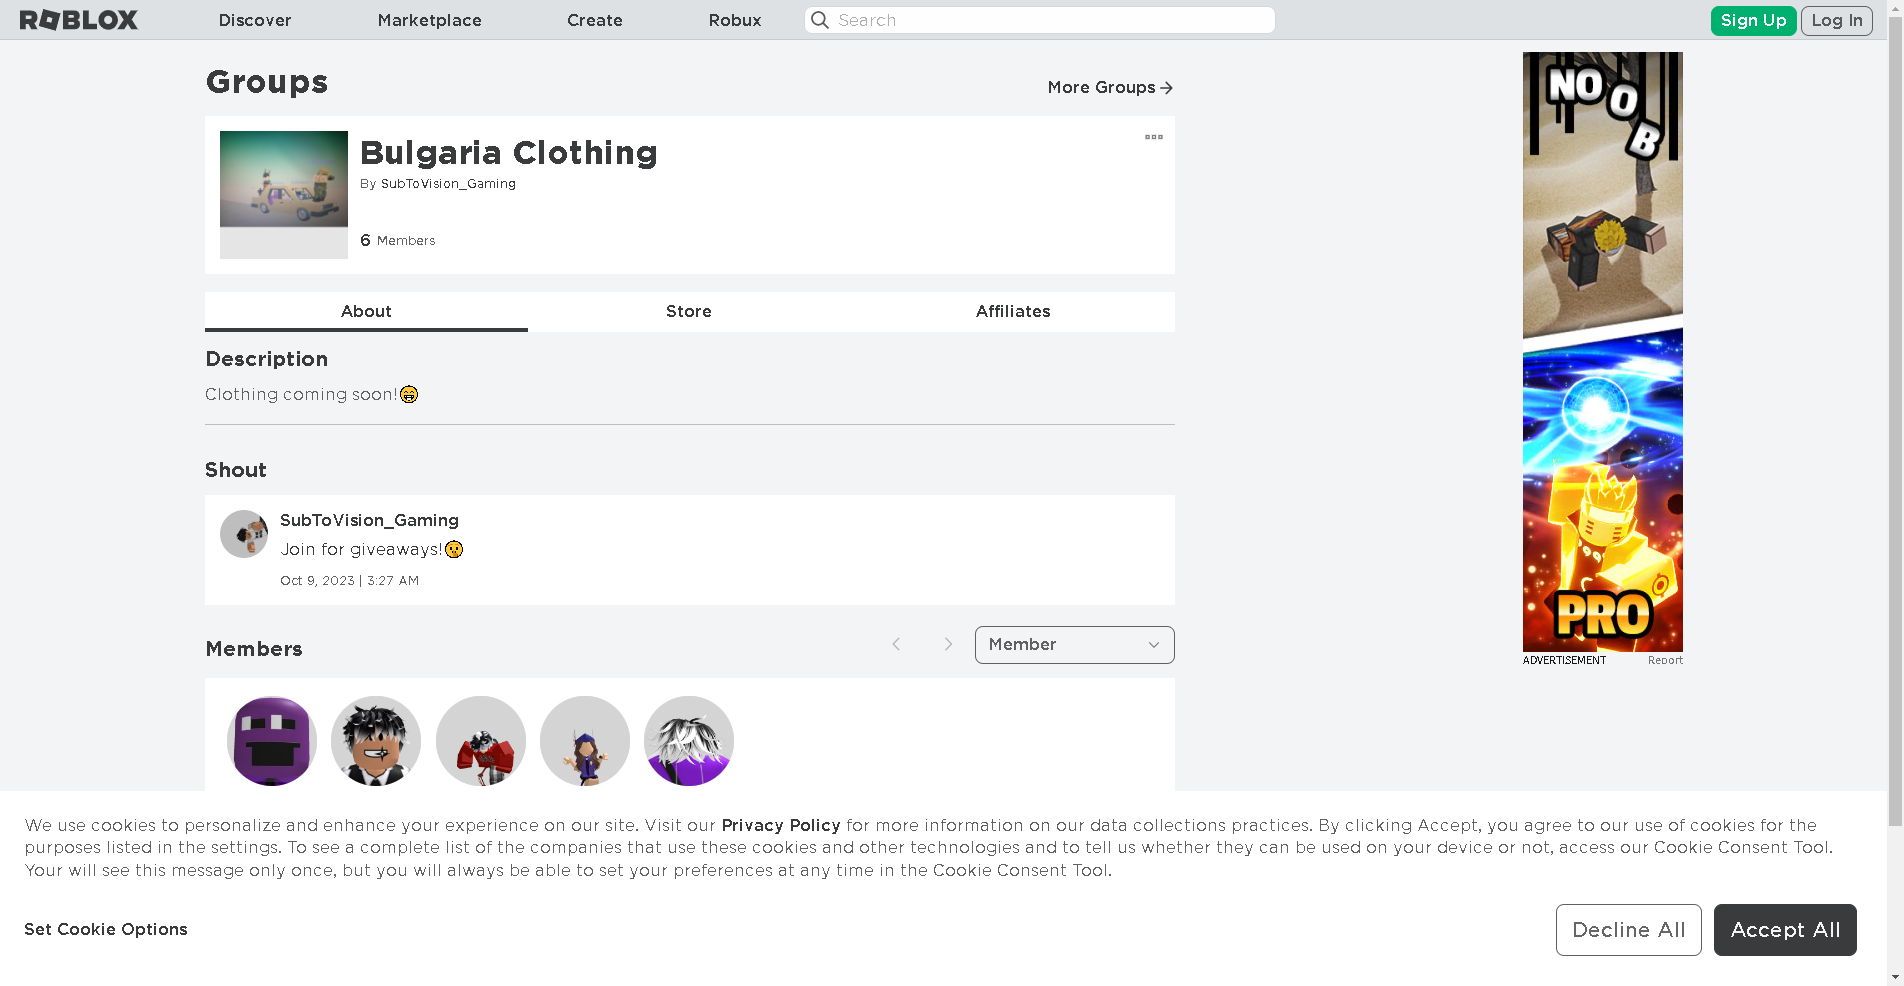 ROBLOX
Discover
Marketplace
Create
Robux
Search
Sign Up
Log In
Groups
More Groups
Bulgaria Clothing
By SubToVision_Gaming
6 Members
About
Store
Affiliates
Description
Clothing coming soon!😁
Shout
SubToVision_Gaming
Join for giveaways!😗
Oct 9, 2023 | 3:27 AM
Members
Member
NOOB
PRO
ADVERTISEMENT
Report
We use cookies to personalize and enhance your experience on our site. Visit our Privacy Policy for more information on our data collections practices. By clicking Accept, you agree to our use of cookies for the
purposes listed in the settings. To see a complete list of the companies that use these cookies and other technologies and to tell us whether they can be used on your device or not, access our Cookie Consent Tool.
Your will see this message only once, but you will always be able to set your preferences at any time in the Cookie Consent Tool.
Set Cookie Options
Decline All
Accept All